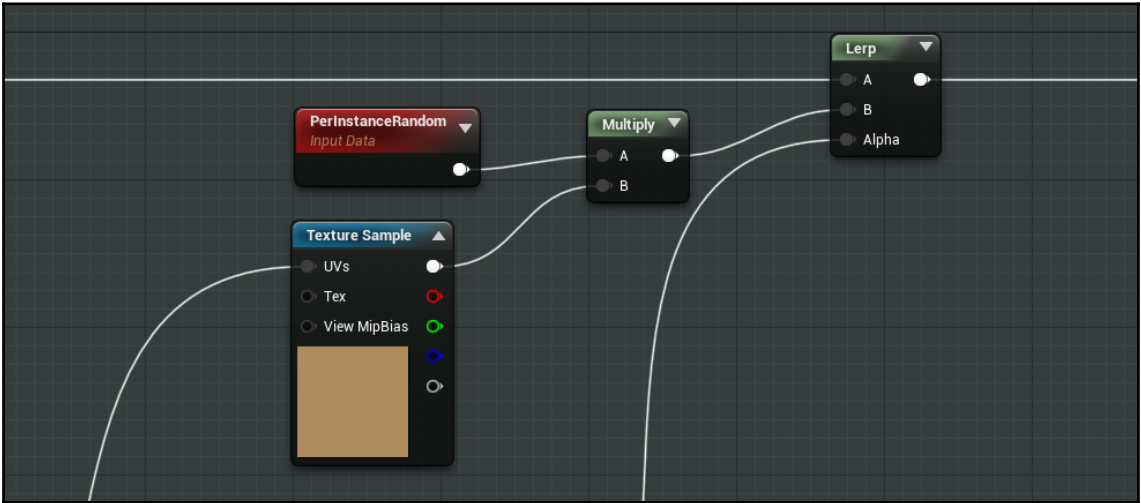 Lerp
A
B
Alpha
PerInstanceRandom
Input Data
Multiply
A
B
Texture Sample
UVs
Tex
View MipBias